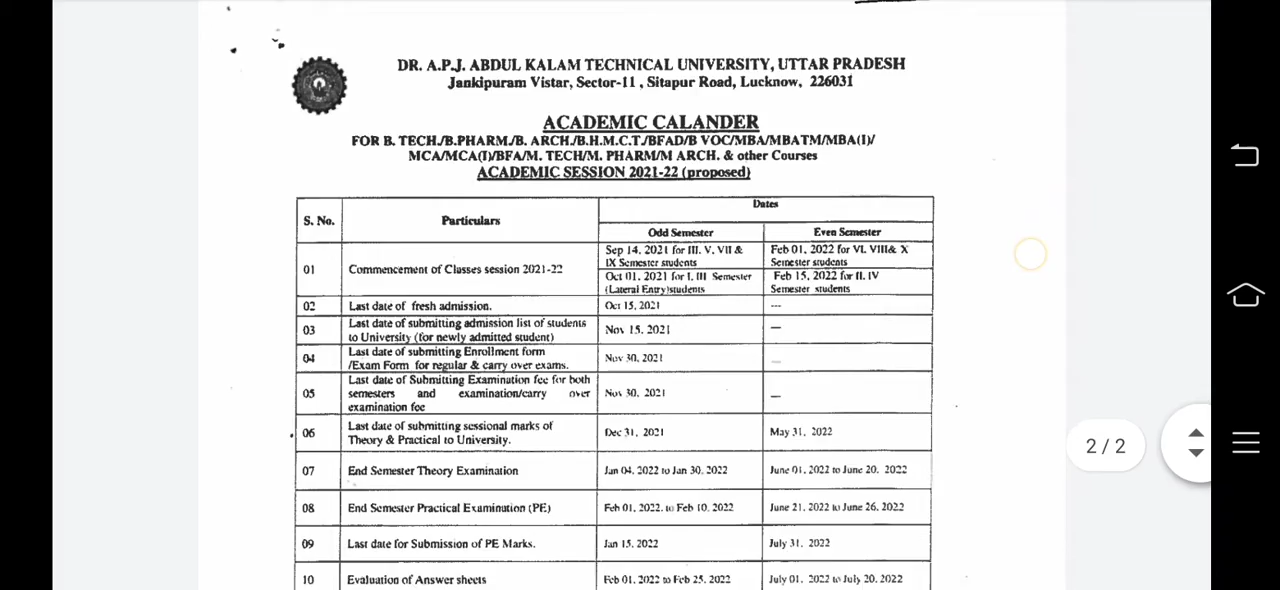 DR. A.P.J. ABDUL KALAM TECHNICAL UNIVERSITY, UTTAR PRADESH
Jankipuram Vistar, Sector-11 , Sitapur Road, Lucknow, 226031
ACADEMIC CALANDER
FOR B. TECH./B.PHARM./B. ARCH./B.H.M.C.T./BFAD/B VOC/MBA/MBATM/MBA(I)/
MCA/MCA(I)/BFA/M. TECH/M. PHARM/M ARCH. & other Courses
ACADEMIC SESSION 2021-22 (proposed)
S. No.
Particulars
Dates
Odd Semester
Even Semester
01
Commencement of Classes session 2021-22
Sep 14, 2021 for III, V, VII &
IX Semester students
Feb 01, 2022 for VI, VIII& X
Semester students
Oct 01, 2021 for I, III Semester
(Lateral Entry)students
Feb 15, 2022 for II, IV
Semester students
02
Last date of fresh admission.
Oct 15, 2021
---
03
Last date of submitting admission list of students
to University (for newly admitted student)
Nov 15, 2021
---
04
Last date of submitting Enrollment form
/Exam Form for regular & carry over exams.
Nov 30, 2021
---
05
Last date of Submitting Examination fee for both
semesters and examination/carry over
examination fee
Nov 30, 2021
---
06
Last date of submitting sessional marks of
Theory & Practical to University.
Dec 31, 2021
May 31, 2022
07
End Semester Theory Examination
Jan 04, 2022 to Jan 30, 2022
June 01, 2022 to June 20, 2022
08
End Semester Practical Examination (PE)
Feb 01, 2022, to Feb 10, 2022
June 21, 2022 to June 26, 2022
09
Last date for Submission of PE Marks.
Jan 15, 2022
July 31, 2022
10
Evaluation of Answer sheets
Feb 01, 2022 to Feb 25, 2022
July 01, 2022 to July 20, 2022
2 / 2